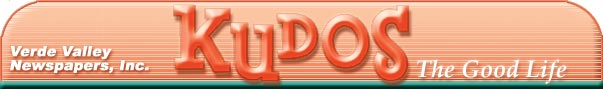 Verde Valley
Newspapers, Inc.
KUDOS
The Good Life